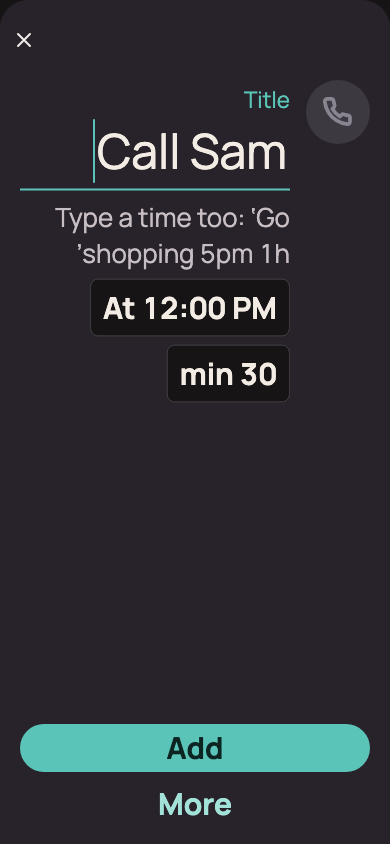 Title
Call Sam
Type a time too: ‘Go
’shopping 5pm 1h
At 12:00 PM
min 30
Add
More